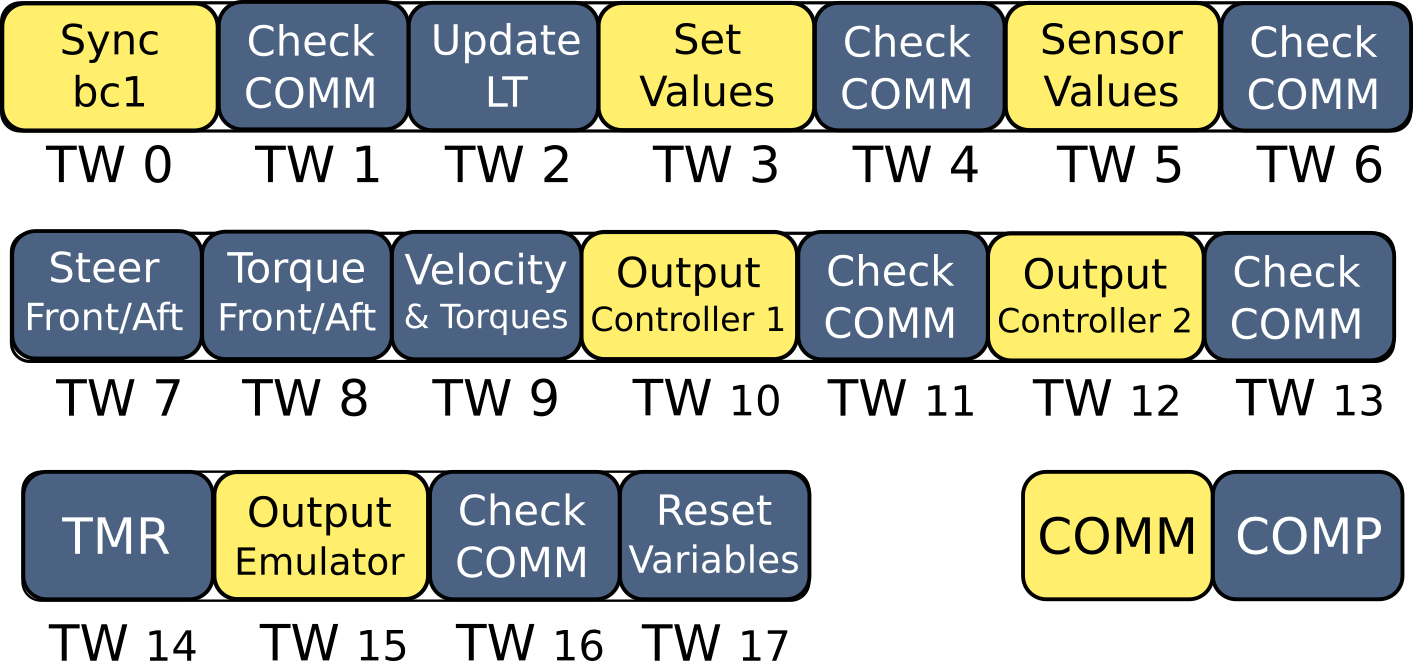 Sync Check Update Set Check Sensor Check
bc1 COMM LT Values COMM Values COMM
TW 0 TW 1 TW 2 TW 3 TW 4 TW 5 TW 6
Steer Torque Velocity Output Check Output Check
Front/Aft Front/Aft & Torques Controller 1 COMM Controller 2 COMM
TW 7 TW 8 TW 9 TW 10 TW 11 TW 12 TW 13
TMR Output Check Reset COMM COMP
Emulator COMM Variables
TW 14 TW 15 TW 16 TW 17